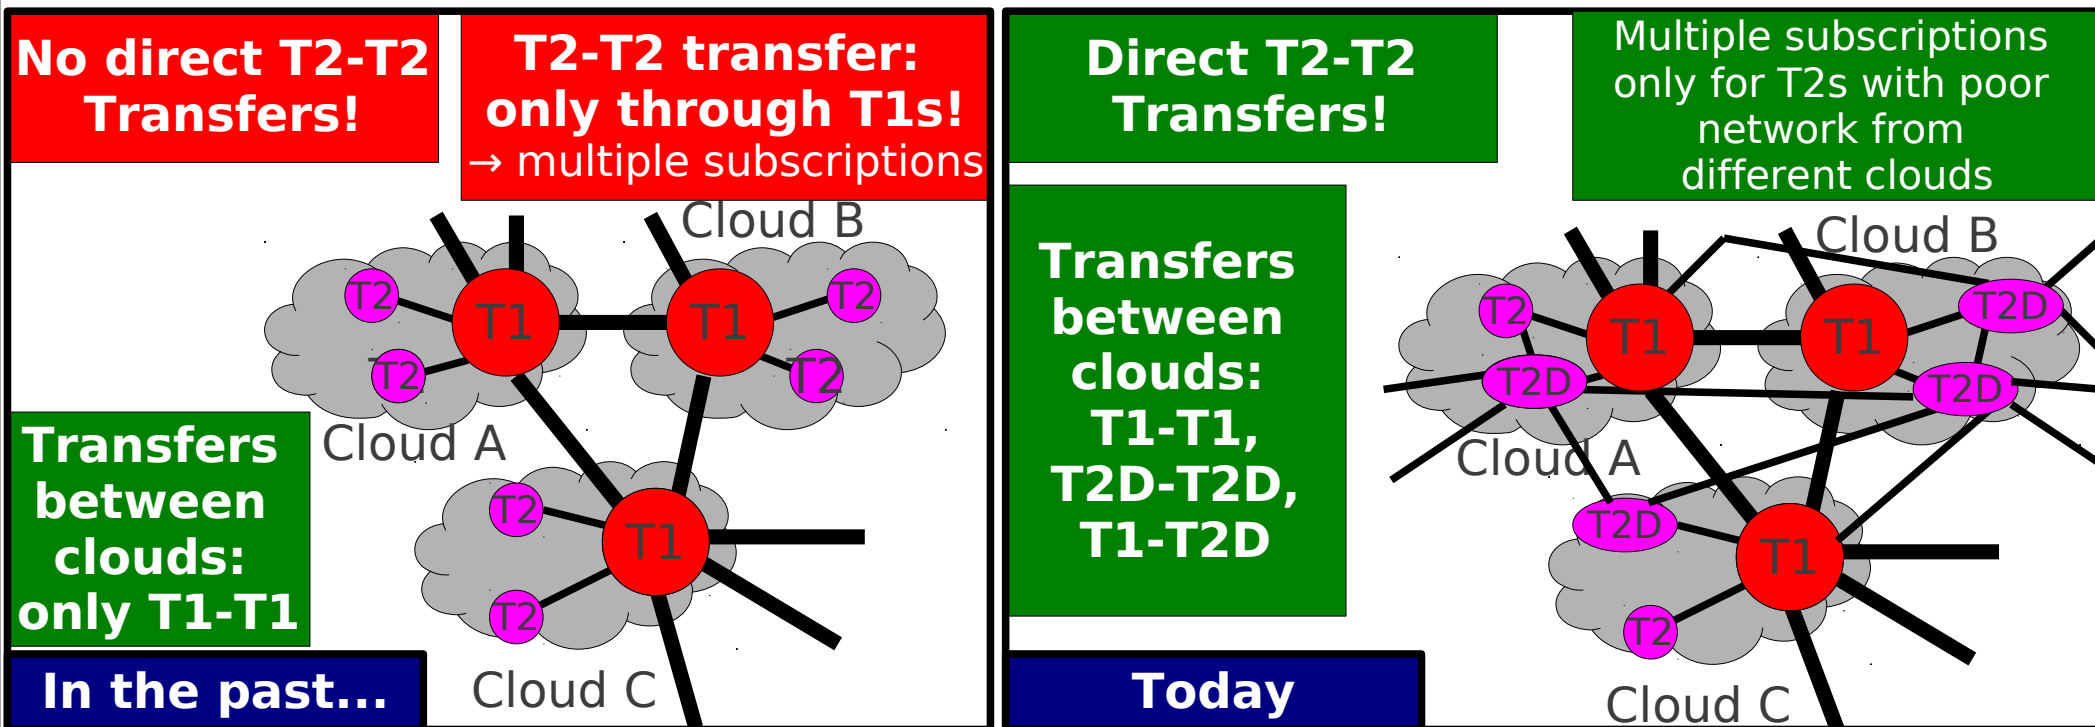 No direct T2-T2
Transfers!
T2-T2 transfer:
only through T1s!
→ multiple subscriptions
Cloud B
T2
T1
T1
T2
T2
T2
Cloud A
Transfers
between
clouds:
only T1-T1
T2
T1
T2
Cloud C
In the past...
Direct T2-T2
Transfers!
Multiple subscriptions
only for T2s with poor
network from
different clouds
Transfers
between
clouds:
T1-T1,
T2D-T2D,
T1-T2D
Cloud B
T2
T1
T1
T2D
T2D
T2D
Cloud A
T2D
T1
T2
Cloud C
Today